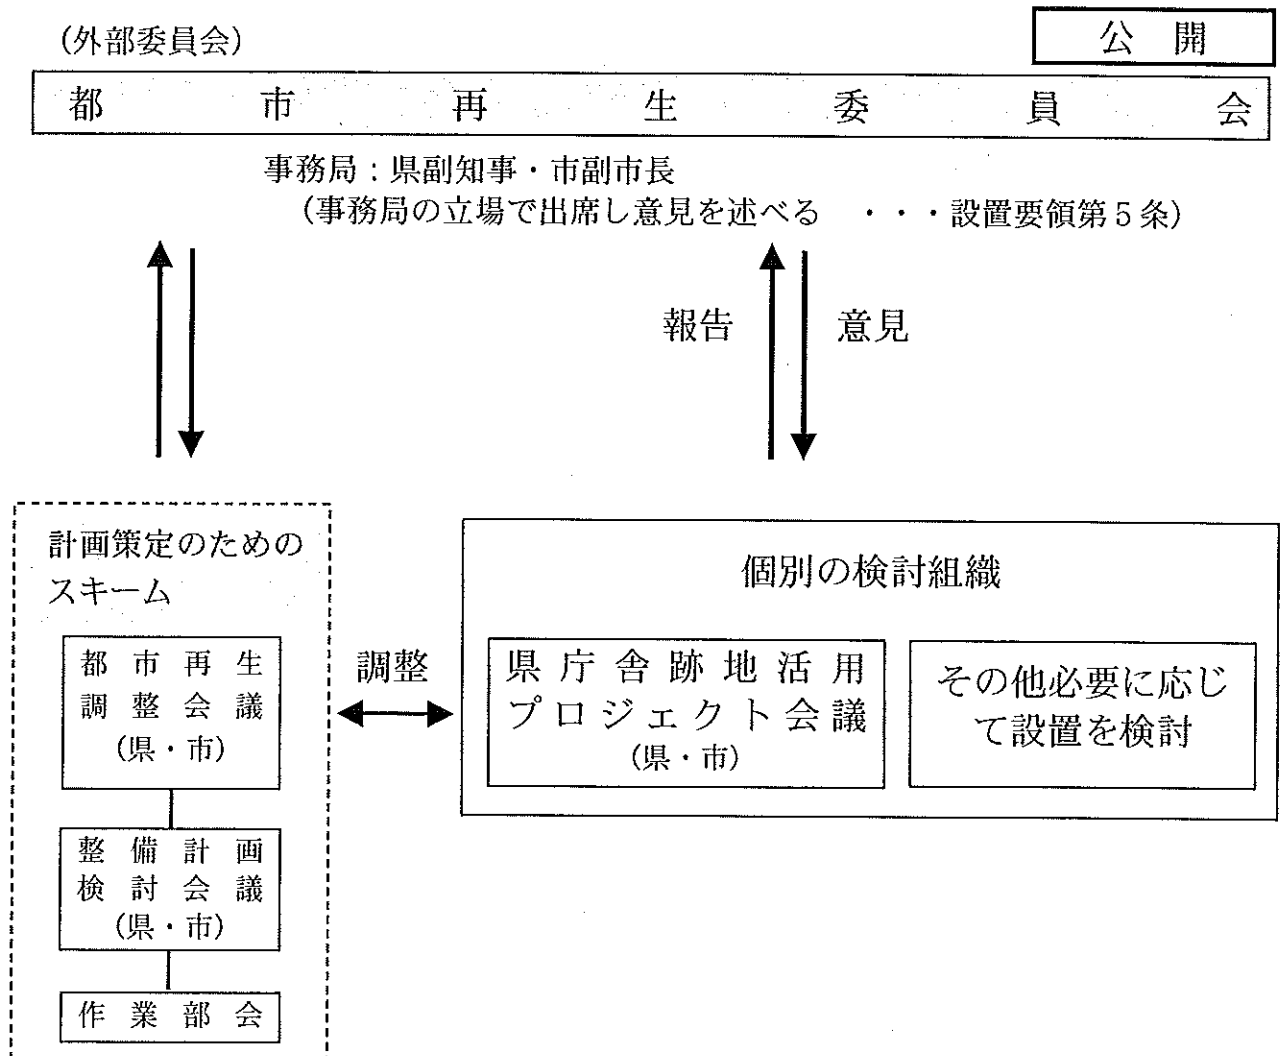 (外部委員会)
公開
都市再生委員会
事務局:県副知事・市副市長
(事務局の立場で出席し意見を述べる ・・・設置要領第5条)
報告
意見
計画策定のための
スキーム
都市再生
調整会議
(県・市)
整備計画
検討会議
(県・市)
作業部会
調整
個別の検討組織
県庁舎跡地活用
プロジェクト会議
(県・市)
その他必要に応じ
て設置を検討